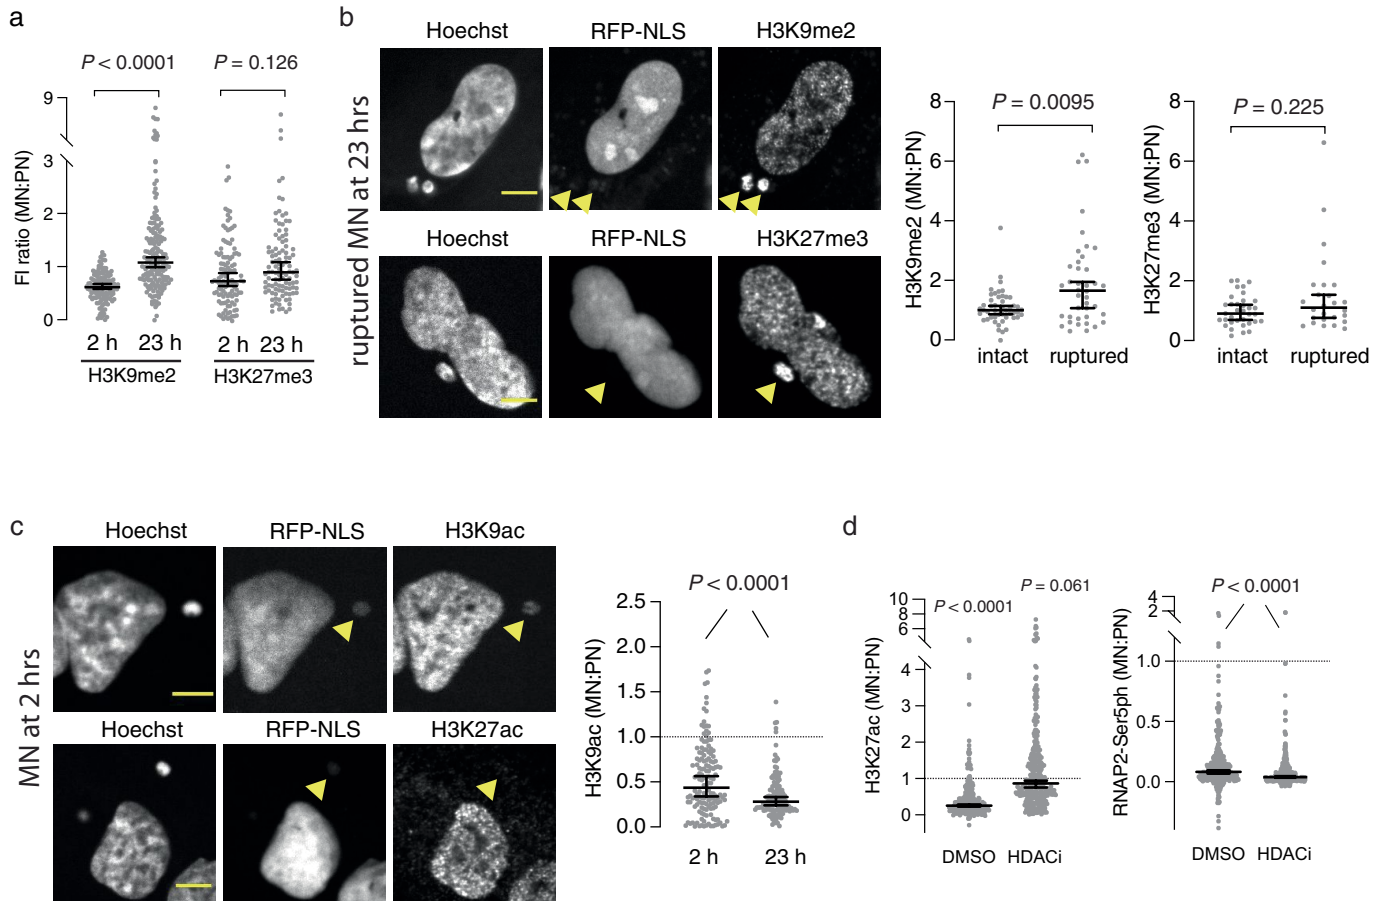 a
P < 0.0001
P = 0.126
FI ratio (MN:PN)
9
3
2
1
0
2 h
23 h
2 h
23 h
H3K9me2
H3K27me3
b
ruptured MN at 23 hrs
Hoechst
RFP-NLS
H3K9me2
Hoechst
RFP-NLS
H3K27me3
H3K9me2 (MN:PN)
8
6
4
2
0
P = 0.0095
intact
ruptured
H3K27me3 (MN:PN)
8
6
4
2
0
P = 0.225
intact
ruptured
c
MN at 2 hrs
Hoechst
RFP-NLS
H3K9ac
Hoechst
RFP-NLS
H3K27ac
H3K9ac (MN:PN)
P < 0.0001
2.5
2.0
1.5
1.0
0.5
0.0
2 h
23 h
d
H3K27ac (MN:PN)
P < 0.0001
P = 0.061
10
8
6
4
3
2
1
0
DMSO
HDACi
RNAP2-Ser5ph (MN:PN)
P < 0.0001
4
2
1.0
0.5
0.0
DMSO
HDACi